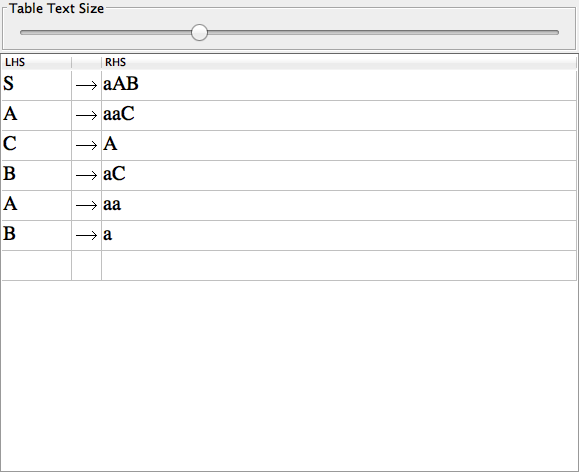 Table Text Size
LHS RHS
S → aAB
A → aaC
C → A
B → aC
A → aa
B → a